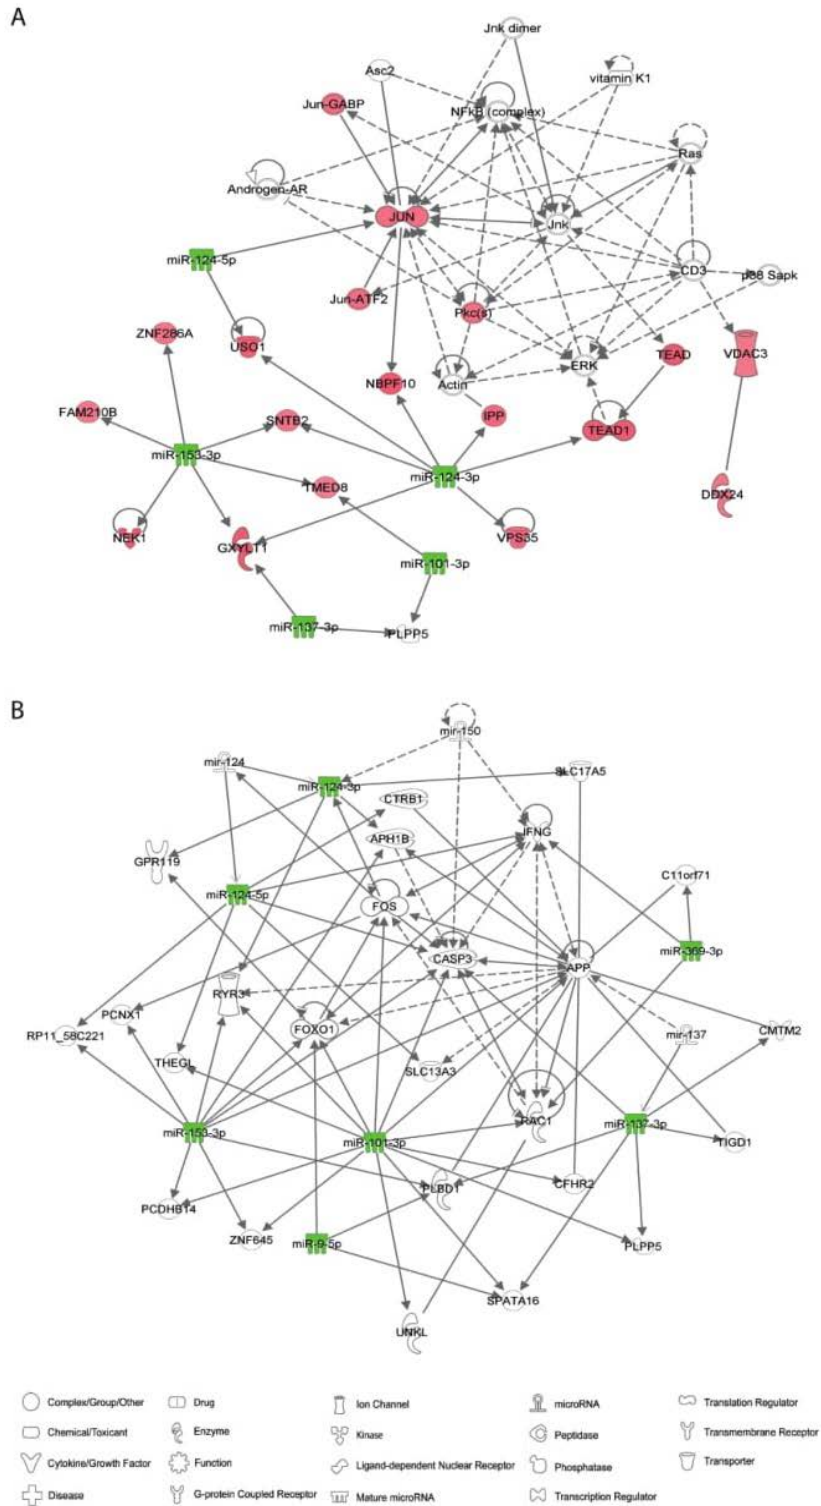 A
Jnk dimer
Asc2
vitamin K1
Jun-GABP
NFkB (complex)
Ras
Androgen-AR
JUN
Jnk
miR-124-5p
CD3
p38 Sapk
Jun-ATF2
Pkc(s)
ZNF286A
USO1
TEAD
VDAC3
NBPF10
Actin
ERK
FAM210B
SNTB2
IPP
TEAD1
miR-153-3p
miR-124-3p
TMED8
DDX24
NEK1
GXYLT1
VPS35
miR-101-3p
miR-137-3p
PLPP5
B
mir-150
mir-124
SLC17A5
miR-124-3p
CTRB1
APH1B
IFNG
GPR119
C11orf71
miR-124-5p
FOS
miR-369-3p
CASP3
APP
RYR3
PCNX1
FOXO1
RP11_58C221
mir-137
CMTM2
THEGL
SLC13A3
miR-153-3p
miR-101-3p
RAC1
miR-137-3p
TIGD1
PLBD1
CFHR2
PCDHB14
ZNF645
miR-9-5p
PLPP5
SPATA16
UNKL
Complex/Group/Other
Drug
Ion Channel
microRNA
Translation Regulator
Chemical/Toxicant
Enzyme
Kinase
Peptidase
Transmembrane Receptor
Cytokine/Growth Factor
Function
Ligand-dependent Nuclear Receptor
Phosphatase
Transporter
Disease
G-protein Coupled Receptor
Mature microRNA
Transcription Regulator